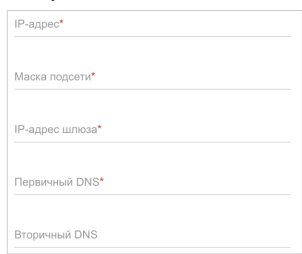 IP-адрес*
Маска подсети*
IP-адрес шлюза*
Первичный DNS*
Вторичный DNS